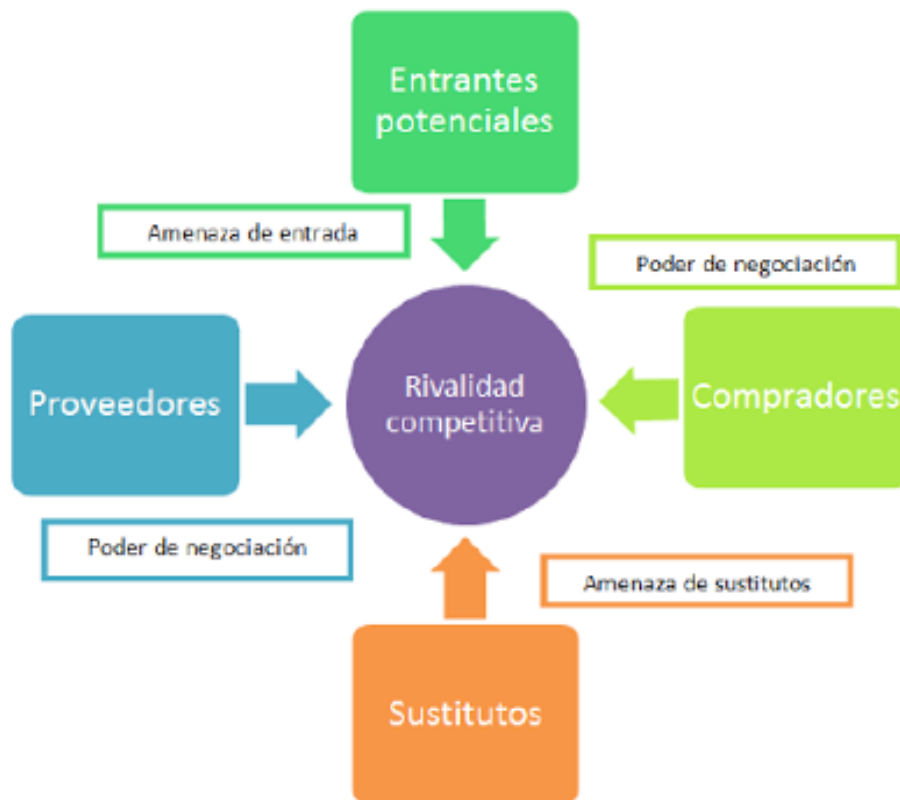 Entrantes
potenciales
Amenaza de entrada
Poder de negociación
Proveedores
Rivalidad
competitiva
Compradores
Poder de negociación
Amenaza de sustitutos
Sustitutos